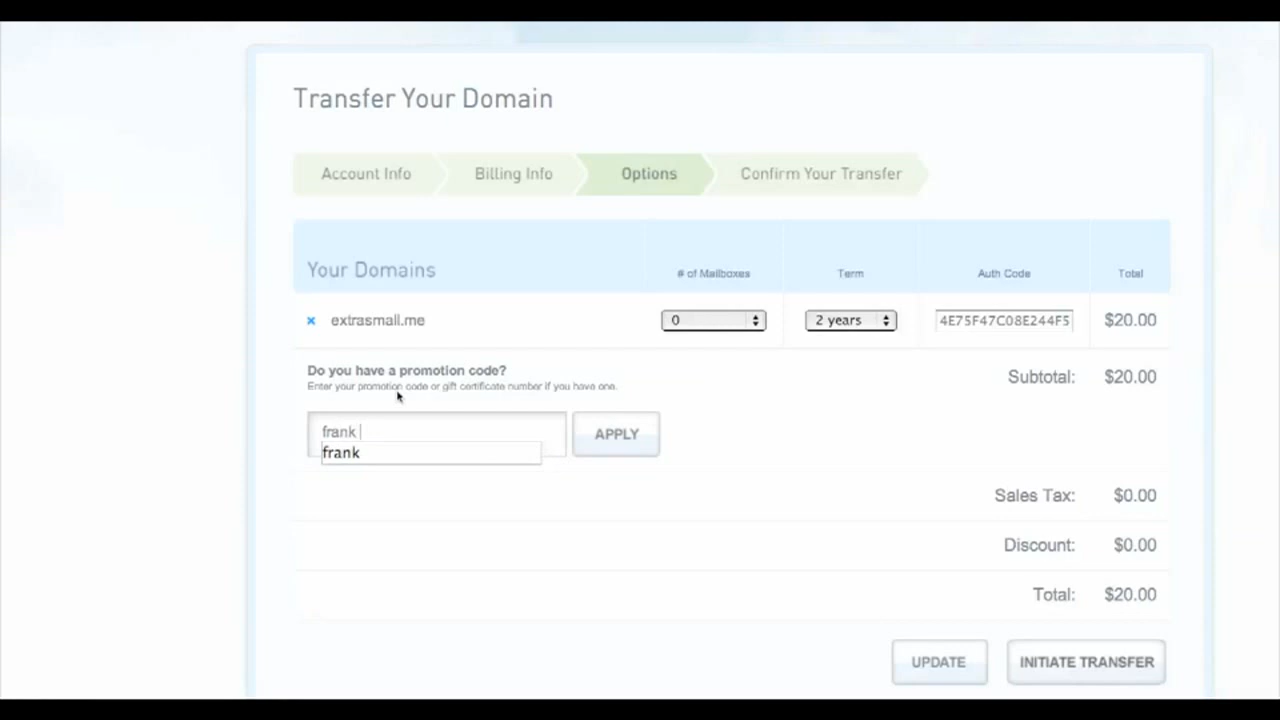 Transfer Your Domain
Account Info Billing Info Options Confirm Your Transfer
Your Domains # of Mailboxes Term Auth Code Total
× extrasmall.me 0 2 years 4E75F47C08E244F5 $20.00
Do you have a promotion code?
Enter your promotion code or gift certificate number if you have one.
Subtotal: $20.00
frank
APPLY
frank
Sales Tax: $0.00
Discount: $0.00
Total: $20.00
UPDATE INITIATE TRANSFER